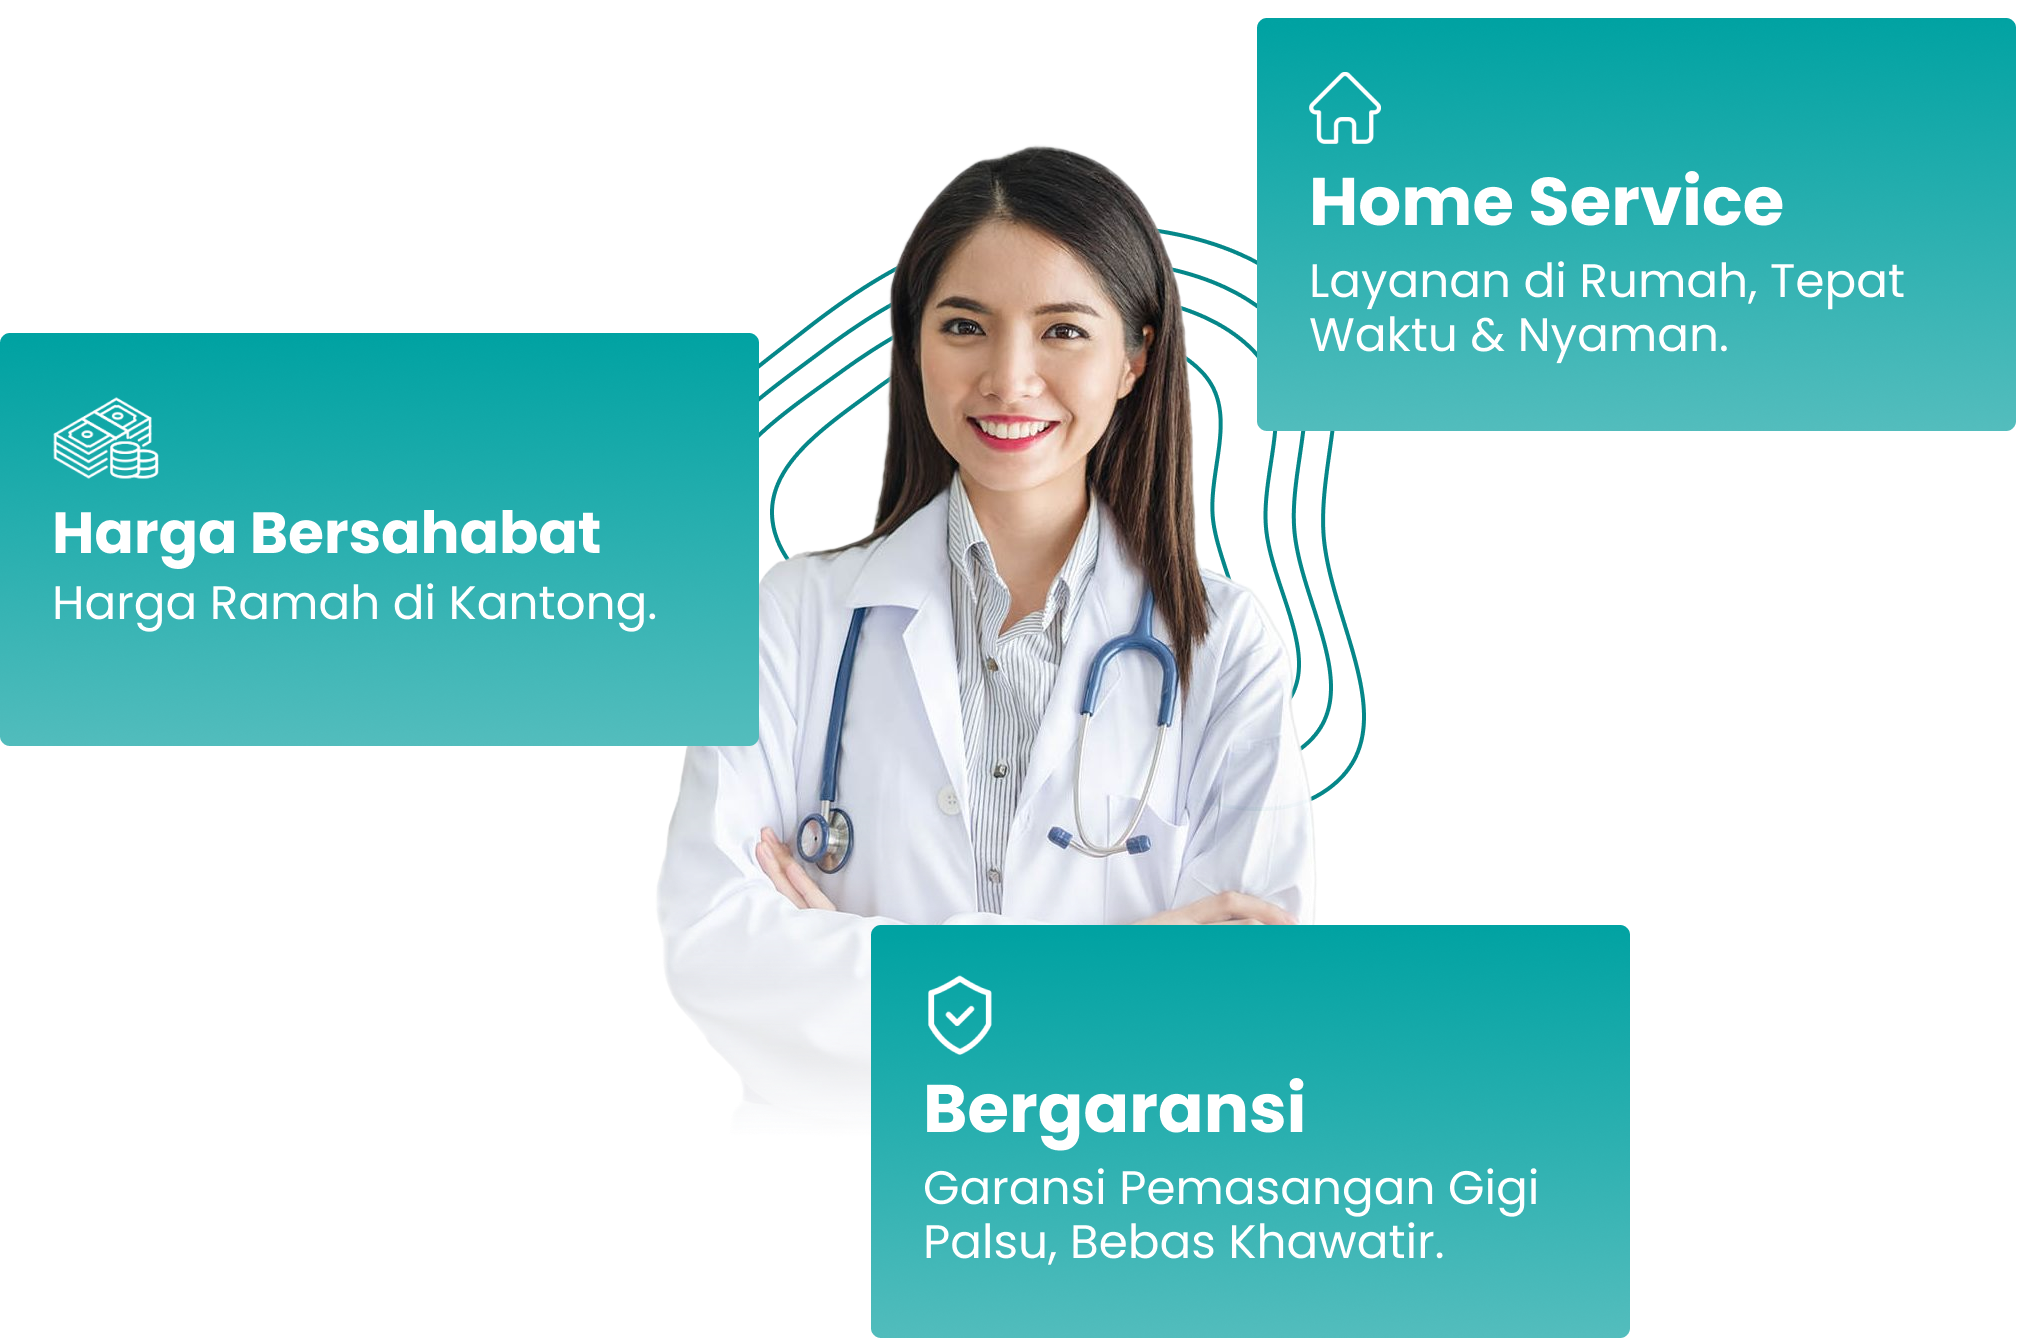 Home Service
Layanan di Rumah, Tepat
Waktu & Nyaman.
Harga Bersahabat
Harga Ramah di Kantong.
Bergaransi
Garansi Pemasangan Gigi
Palsu, Bebas Khawatir.